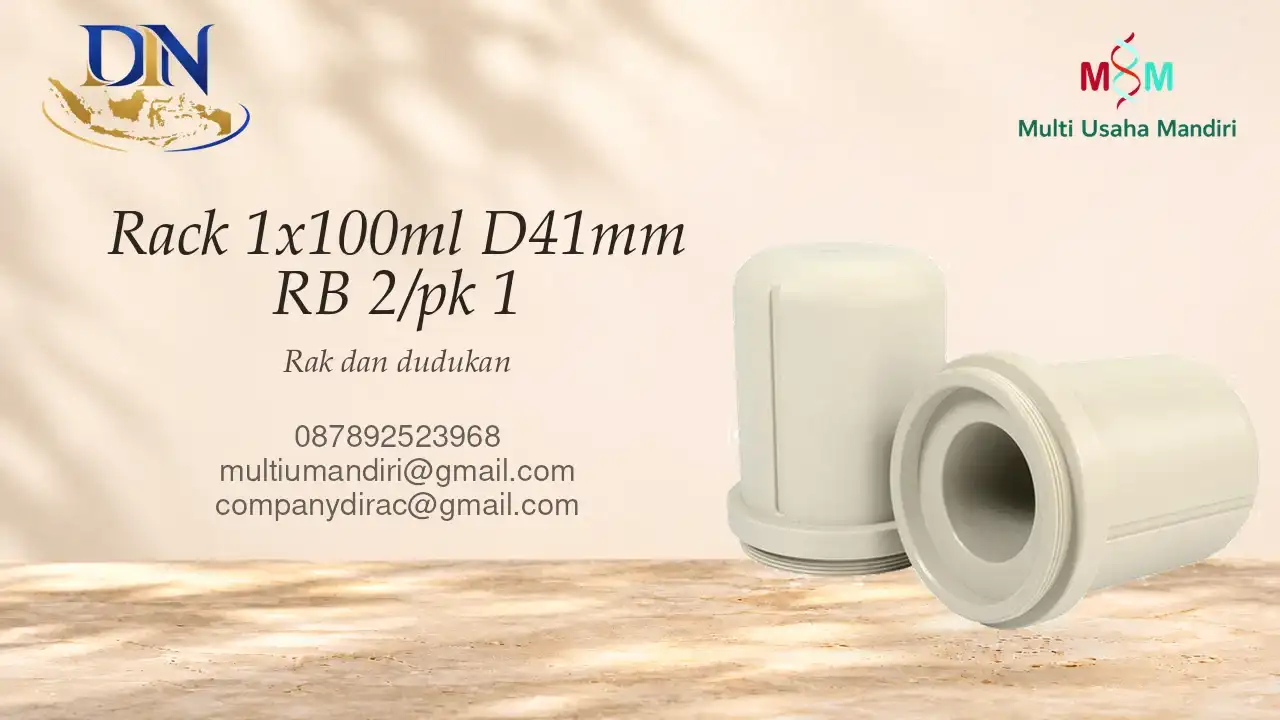 DN
M M
Multi Usaha Mandiri
Rack 1x100ml D41mm
RB 2/pk 1
Rak dan dudukan
087892523968
multiumandiri@gmail.com
companydirac@gmail.com